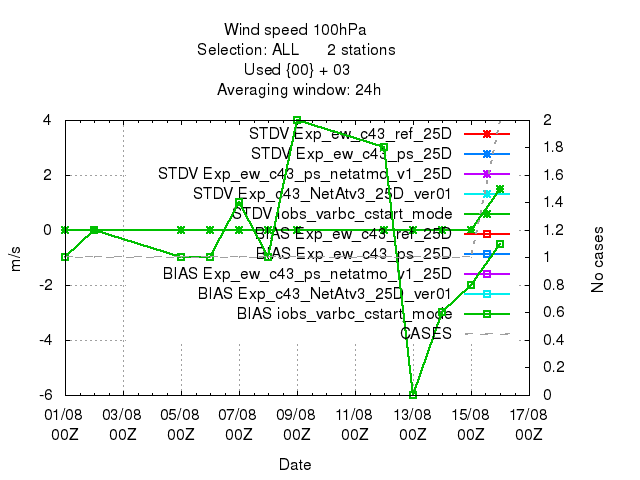 Wind speed 100hPa
Selection: ALL 2 stations
Used {00} + 03
Averaging window: 24h
4
2
0
-2
-4
-6
m/s
2
1.8
1.6
1.4
1.2
1
0.8
0.6
0.4
0.2
0
No cases
STDV Exp_ew_c43_ref_25D
STDV Exp_ew_c43_ps_25D
STDV Exp_ew_c43_ps_netatmo_v1_25D
STDV Exp_c43_NetAtv3_25D_ver01
STDV iobs_varbc_cstart_mode
BIAS Exp_ew_c43_ref_25D
BIAS Exp_ew_c43_ps_25D
BIAS Exp_ew_c43_ps_netatmo_v1_25D
BIAS Exp_c43_NetAtv3_25D_ver01
BIAS iobs_varbc_cstart_mode
CASES
01/08 03/08 05/08 07/08 09/08 11/08 13/08 15/08 17/08
00Z 00Z 00Z 00Z 00Z 00Z 00Z 00Z 00Z
Date